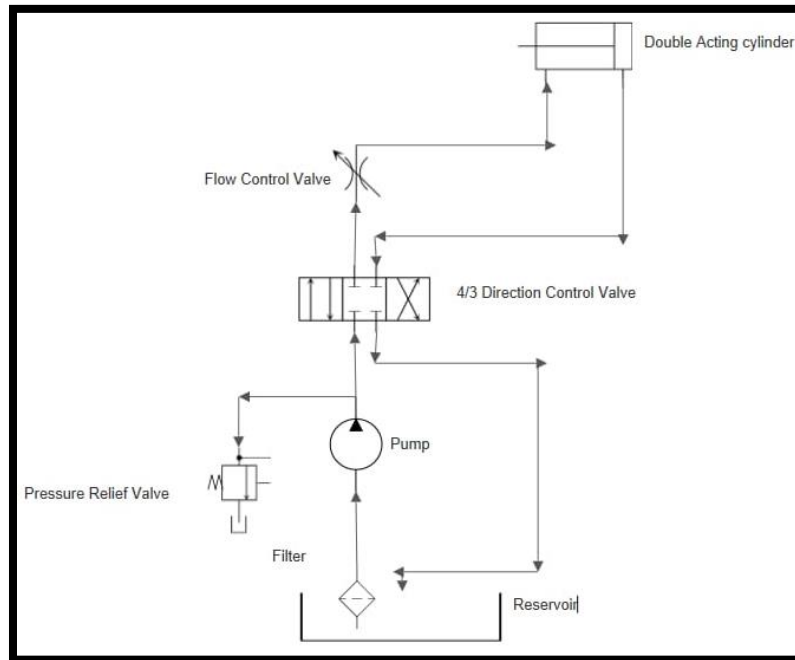 Double Acting cylinder
Flow Control Valve
4/3 Direction Control Valve
Pump
Pressure Relief Valve
Filter
Reservoir